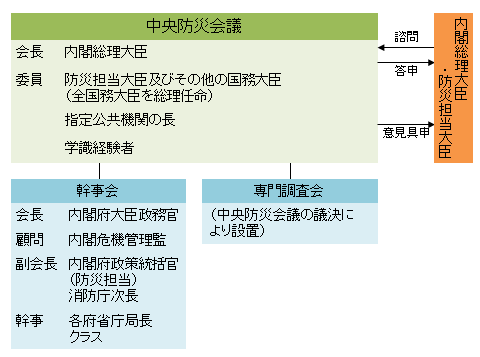 中央防災会議
会長 内閣総理大臣
委員 防災担当大臣及びその他の国務大臣
（全国務大臣を総理任命）
指定公共機関の長
学識経験者
諮問
答申
意見具申
内閣総理大臣
・防災担当大臣
幹事会
会長 内閣府大臣政務官
顧問 内閣危機管理監
副会長 内閣府政策統括官
（防災担当）
消防庁次長
幹事 各府省庁局長
クラス
専門調査会
（中央防災会議の議決に
より設置）